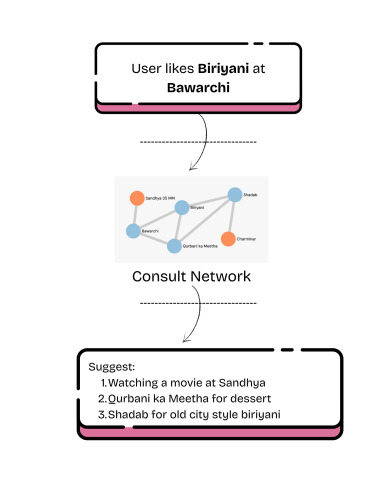 User likes Biriyani at
Bawarchi
Sandhya 35 MM
Shadab
Biriyani
Bawarchi
Charminar
Qurbani ka Meetha
Consult Network
Suggest:
1.Watching a movie at Sandhya
2.Qurbani ka Meetha for dessert
3.Shadab for old city style biriyani